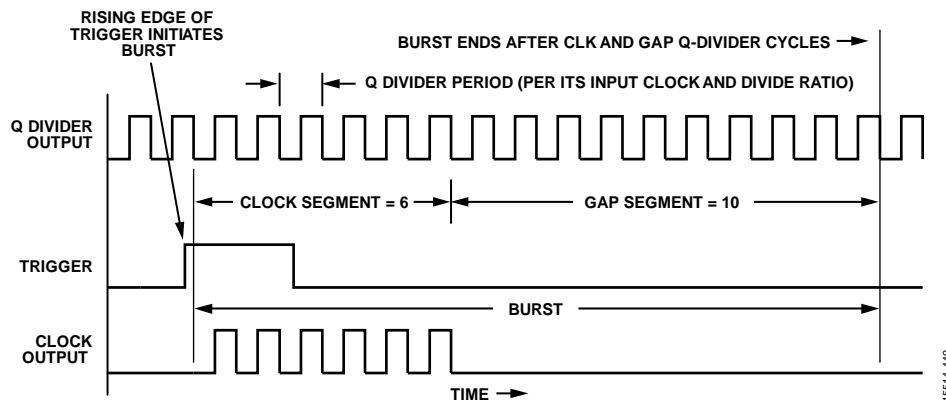 RISING EDGE OF
TRIGGER INITIATES
BURST
BURST ENDS AFTER CLK AND GAP Q-DIVIDER CYCLES
Q DIVIDER PERIOD (PER ITS INPUT CLOCK AND DIVIDE RATIO)
Q DIVIDER
OUTPUT
CLOCK SEGMENT = 6
GAP SEGMENT = 10
TRIGGER
BURST
CLOCK
OUTPUT
TIME